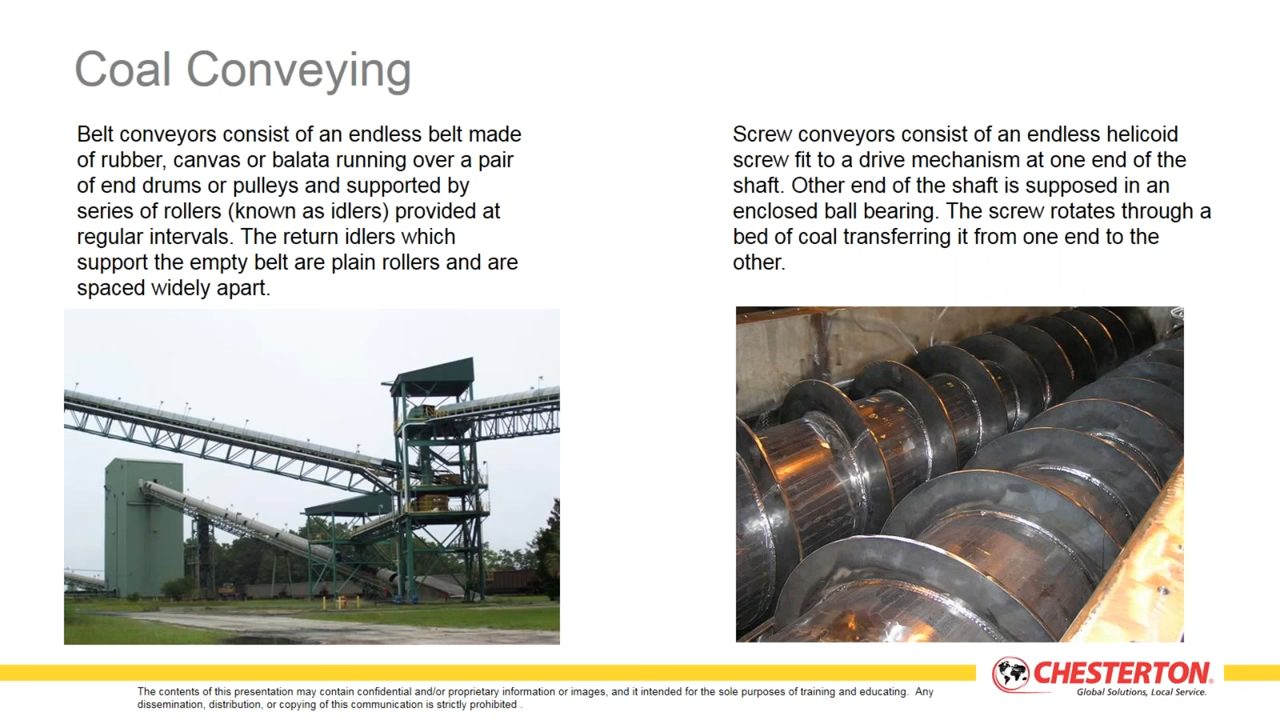 Coal Conveying
Belt conveyors consist of an endless belt made
of rubber, canvas or balata running over a pair
of end drums or pulleys and supported by
series of rollers (known as idlers) provided at
regular intervals. The return idlers which
support the empty belt are plain rollers and are
spaced widely apart.
Screw conveyors consist of an endless helicoid
screw fit to a drive mechanism at one end of the
shaft. Other end of the shaft is supposed in an
enclosed ball bearing. The screw rotates through a
bed of coal transferring it from one end to the
other.
The contents of this presentation may contain confidential and/or proprietary information or images, and it intended for the sole purposes of training and educating. Any
dissemination, distribution, or copying of this communication is strictly prohibited .
CHESTERTON®
Global Solutions, Local Service.